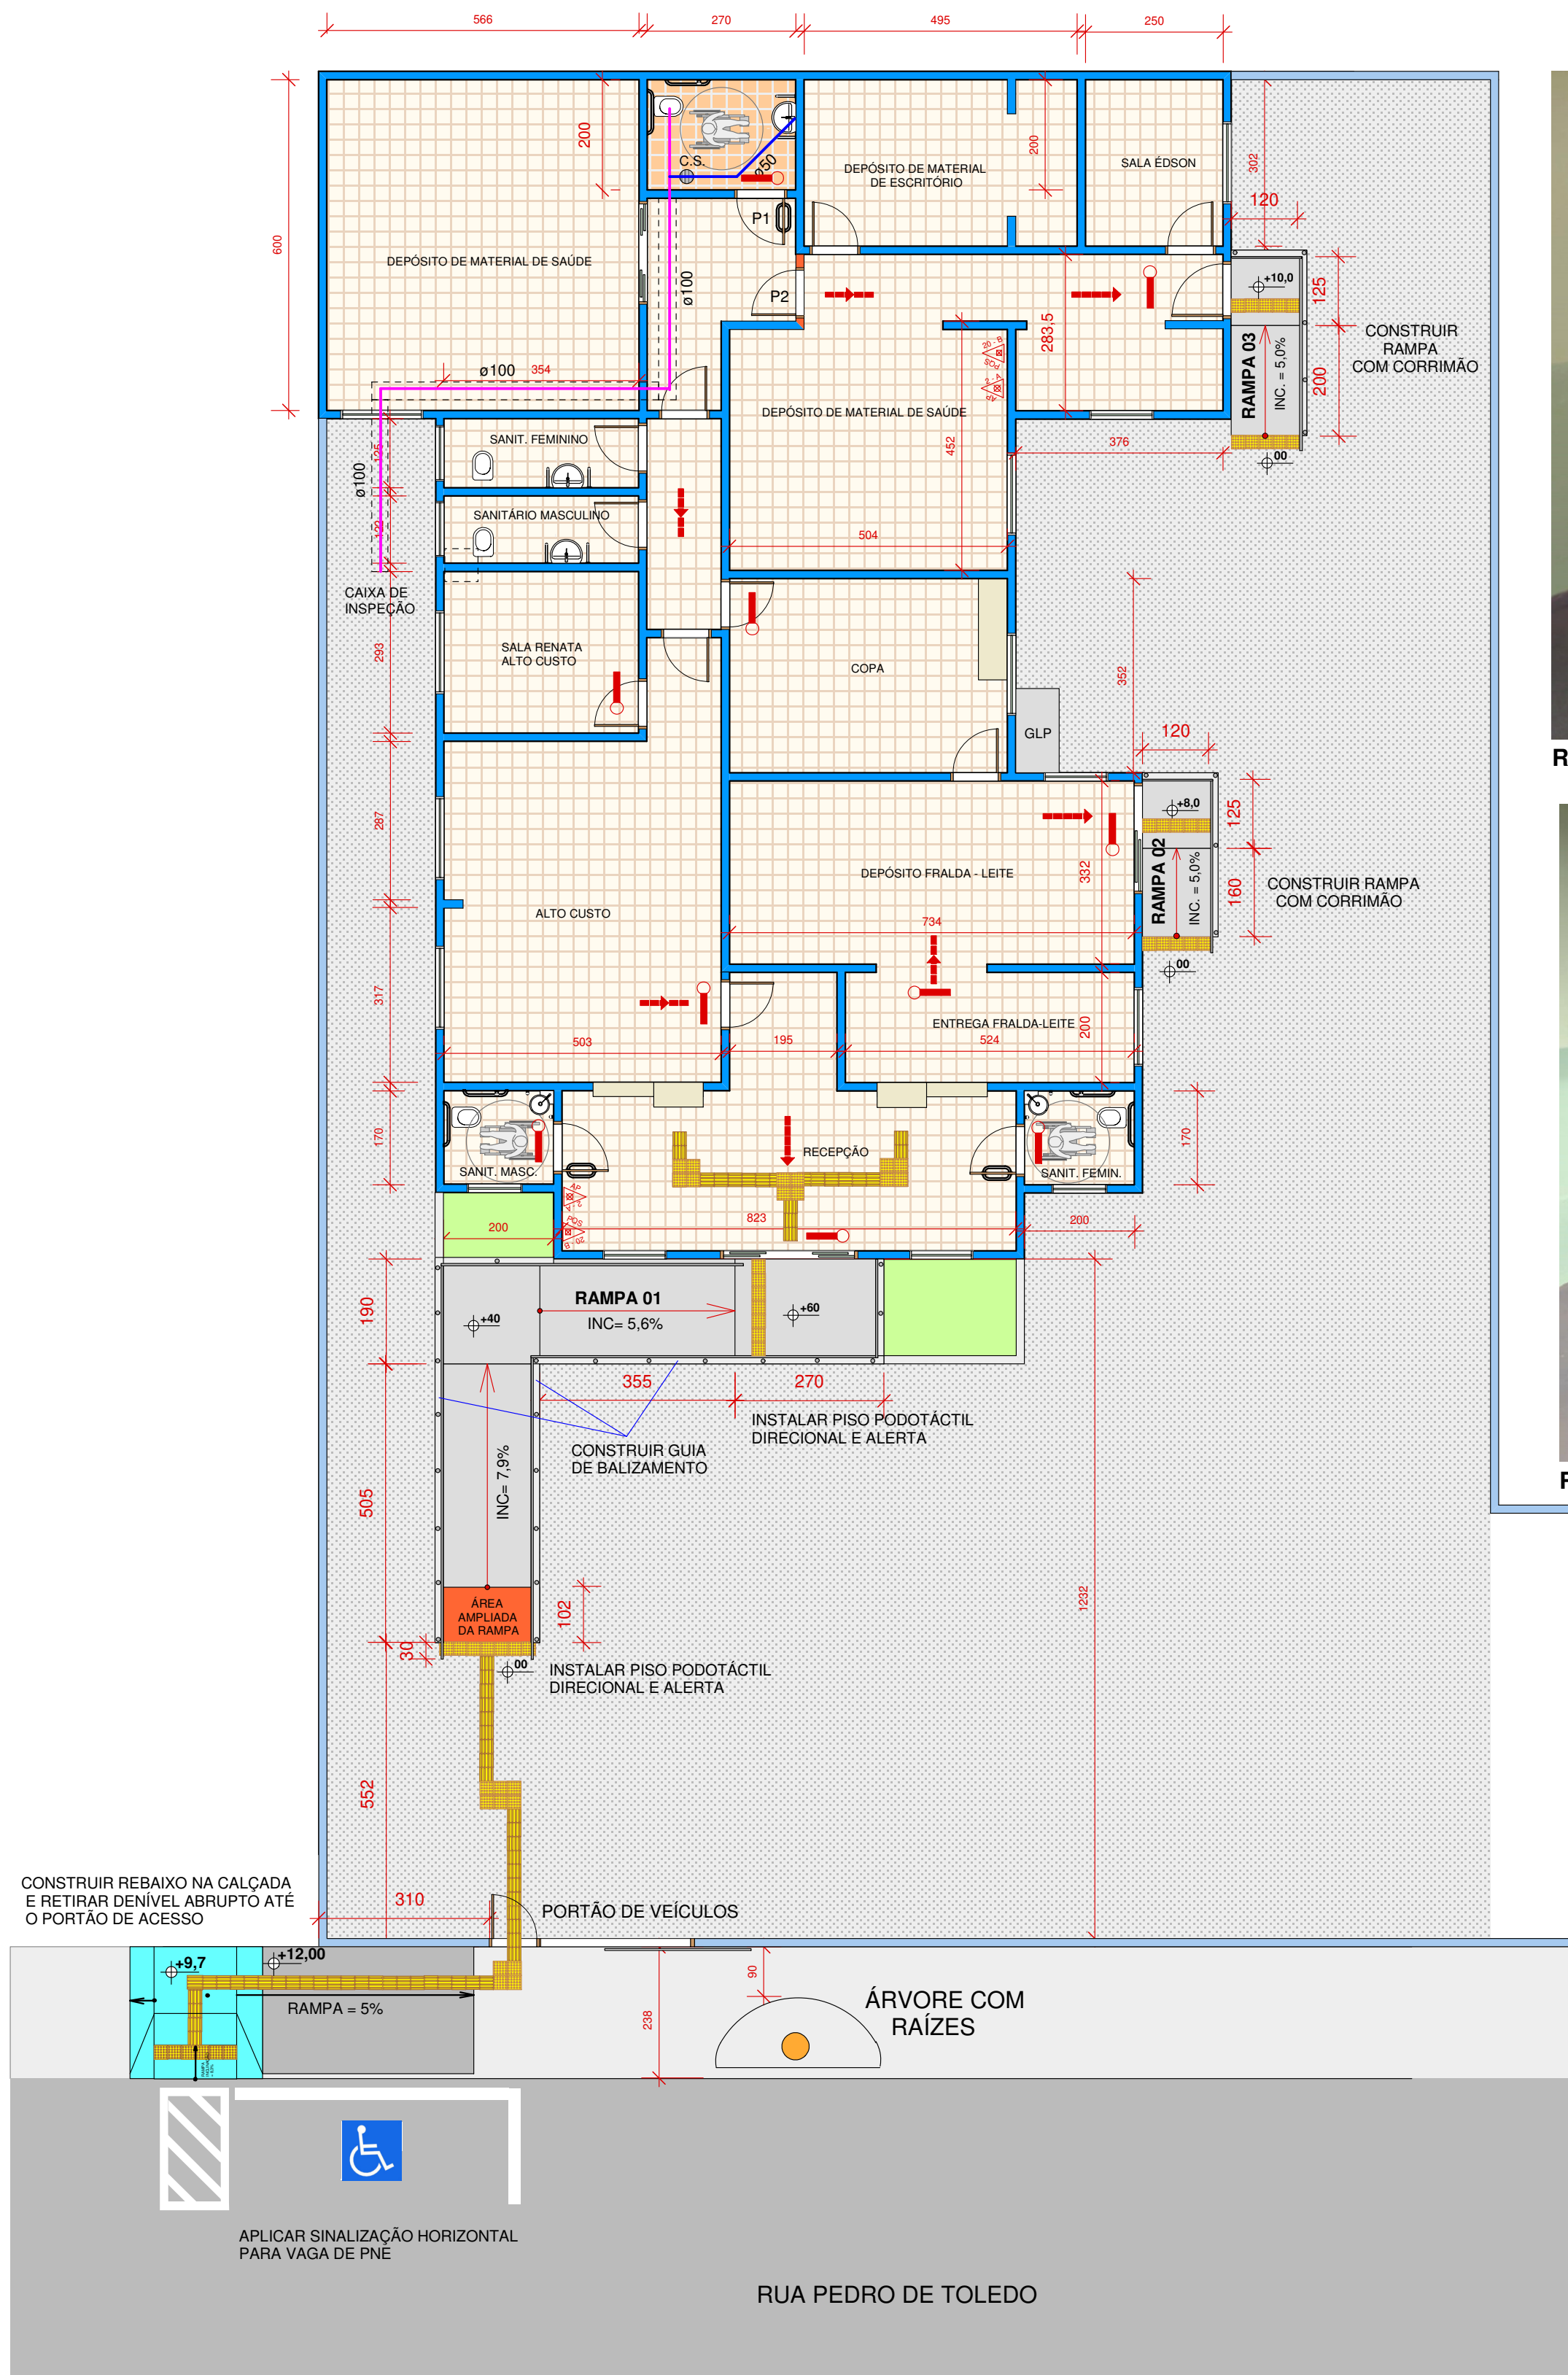 566
270
495
250
200
C.S.
ø50
DEPÓSITO DE MATERIAL
DE ESCRITÓRIO
200
SALA ÉDSON
302
120
600
DEPÓSITO DE MATERIAL DE SAÚDE
P1
P2
ø100
283,5
+10,0
125
RAMPA 03
INC. = 5,0%
200
CONSTRUIR
RAMPA
COM CORRIMÃO
00
ø100
354
20 - B
DEPÓSITO DE MATERIAL DE SAÚDE
452
376
504
SANIT. FEMININO
125
ø100
SANITÁRIO MASCULINO
CAIXA DE
INSPEÇÃO
293
SALA RENATA
ALTO CUSTO
COPA
352
GLP
R
120
+8,0
125
RAMPA 02
INC. = 5,0%
160
CONSTRUIR RAMPA
COM CORRIMÃO
00
287
ALTO CUSTO
DEPÓSITO FRALDA - LEITE
332
734
317
503
195
ENTREGA FRALDA-LEITE
524
200
170
SANIT. MASC.
RECEPÇÃO
SANIT. FEMIN.
170
20 - B
200
823
200
190
+40
RAMPA 01
INC= 5,6%
+60
355
270
INSTALAR PISO PODOTÁCTIL
DIRECIONAL E ALERTA
CONSTRUIR GUIA
DE BALIZAMENTO
INC= 7,9%
505
ÁREA
AMPLIADA
DA RAMPA
102
30
00
INSTALAR PISO PODOTÁCTIL
DIRECIONAL E ALERTA
1232
552
CONSTRUIR REBAIXO NA CALÇADA
E RETIRAR DENÍVEL ABRUPTO ATÉ
O PORTÃO DE ACESSO
310
PORTÃO DE VEÍCULOS
+9,7
+12,00
RAMPA = 5%
90
238
ÁRVORE COM
RAÍZES
APLICAR SINALIZAÇÃO HORIZONTAL
PARA VAGA DE PNE
RUA PEDRO DE TOLEDO